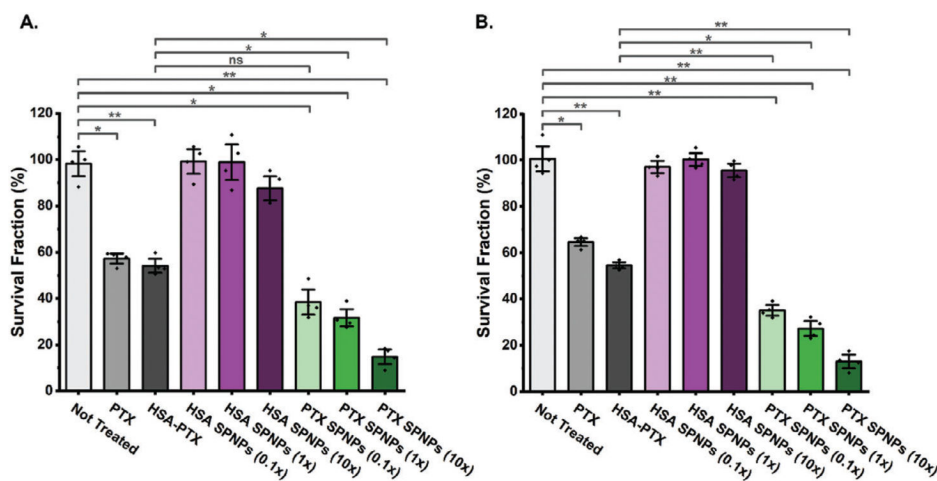 A.
*
*
ns
**
*
*
**
*
Survival Fraction (%)
120
100
80
60
40
20
0
Not Treated
PTX
HSA-PTX
HSA SPNPs (0.1x)
HSA SPNPs (1x)
HSA SPNPs (10x)
PTX SPNPs (0.1x)
PTX SPNPs (1x)
PTX SPNPs (10x)
B.
**
*
**
**
**
**
**
*
Survival Fraction (%)
120
100
80
60
40
20
0
Not Treated
PTX
HSA-PTX
HSA SPNPs (0.1x)
HSA SPNPs (1x)
HSA SPNPs (10x)
PTX SPNPs (0.1x)
PTX SPNPs (1x)
PTX SPNPs (10x)